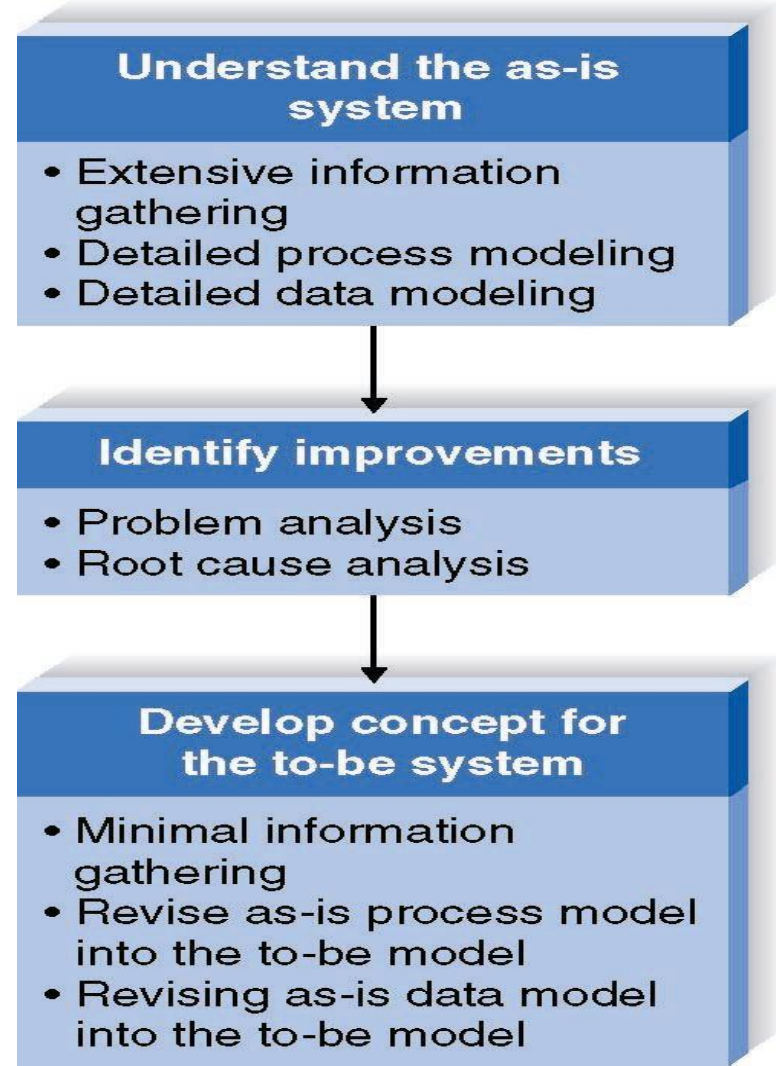 Understand the as-is
system
• Extensive information
gathering
• Detailed process modeling
• Detailed data modeling
Identify improvements
• Problem analysis
• Root cause analysis
Develop concept for
the to-be system
• Minimal information
gathering
• Revise as-is process model
into the to-be model
• Revising as-is data model
into the to-be model